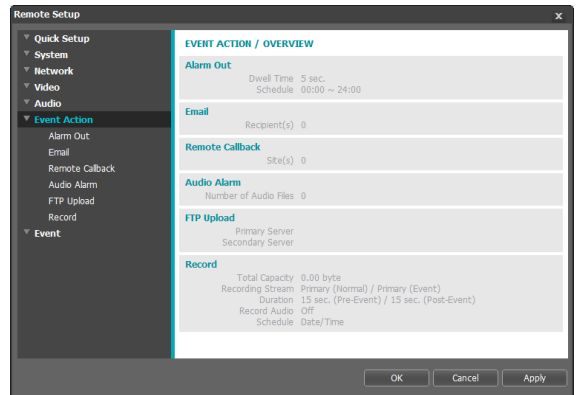 Remote Setup
x
Quick Setup
System
Network
Video
Audio
Event Action
Alarm Out
Email
Remote Callback
Audio Alarm
FTP Upload
Record
Event
EVENT ACTION / OVERVIEW
Alarm Out
Dwell Time 5 sec.
Schedule 00:00 ~ 24:00
Email
Recipient(s) 0
Remote Callback
Site(s) 0
Audio Alarm
Number of Audio Files 0
FTP Upload
Primary Server
Secondary Server
Record
Total Capacity 0.00 byte
Recording Stream Primary (Normal) / Primary (Event)
Duration 15 sec. (Pre-Event) / 15 sec. (Post-Event)
Record Audio Off
Schedule Date/Time
OK Cancel Apply